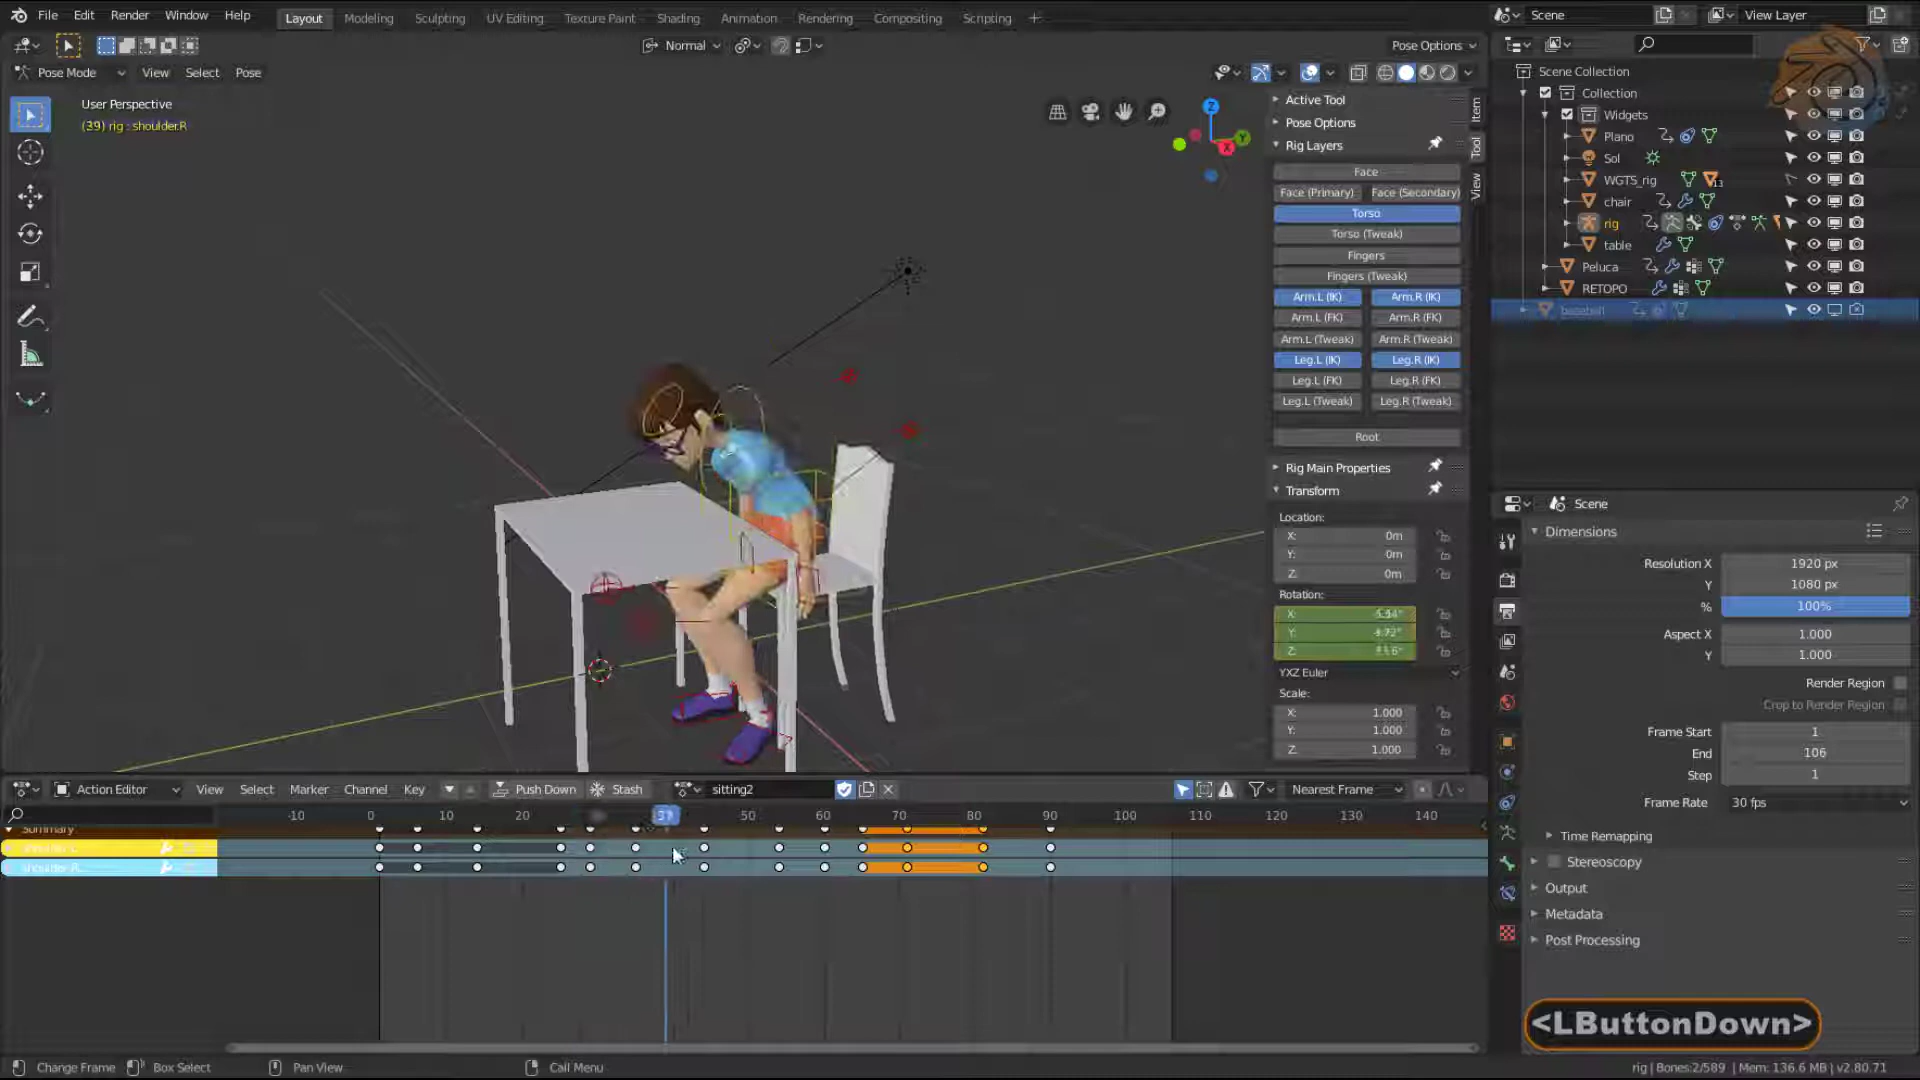 File Edit Render Window Help Layout Modeling Sculpting UV Editing Texture Paint Shading Animation Rendering Compositing Scripting + Scene View Layer
Normal Pose Options
Pose Mode View Select Pose
User Perspective
(39) rig : shoulder.R
Active Tool
Pose Options
Rig Layers
Face
Face (Primary) Face (Secondary)
Torso
Torso (Tweak)
Fingers
Fingers (Tweak)
Arm.L (IK) Arm.R (IK)
Arm.L (FK) Arm.R (FK)
Arm.L (Tweak) Arm.R (Tweak)
Leg.L (IK) Leg.R (IK)
Leg.L (FK) Leg.R (FK)
Leg.L (Tweak) Leg.R (Tweak)
Root
Rig Main Properties
Transform
Location:
X: 0m
Y: 0m
Z: 0m
Rotation:
X:
Y:
Z:
YXZ Euler
Scale:
X: 1.000
Y: 1.000
Z: 1.000
Item
Tool
View
Z
Y
X
Scene Collection
Collection
Widgets
Plano
Sol
WGTS_rig 13
chair
rig
table
Peluca
RETOPO
baseball
Scene
Dimensions
Resolution X 1920 px
Y 1080 px
% 100%
Aspect X 1.000
Y 1.000
Render Region
Crop to Render Region
Frame Start 1
End 106
Step 1
Frame Rate 30 fps
Time Remapping
Stereoscopy
Output
Metadata
Post Processing
Action Editor View Select Marker Channel Key Push Down Stash sitting2 Nearest Frame
-10 0 10 20 50 60 70 80 90 100 110 120 130 140
Summary
shoulder.L
shoulder.R
<LButtonDown>
Change Frame Box Select Pan View Call Menu rig | Bones:2/589 | Mem: 136.6 MB | v2.80.71